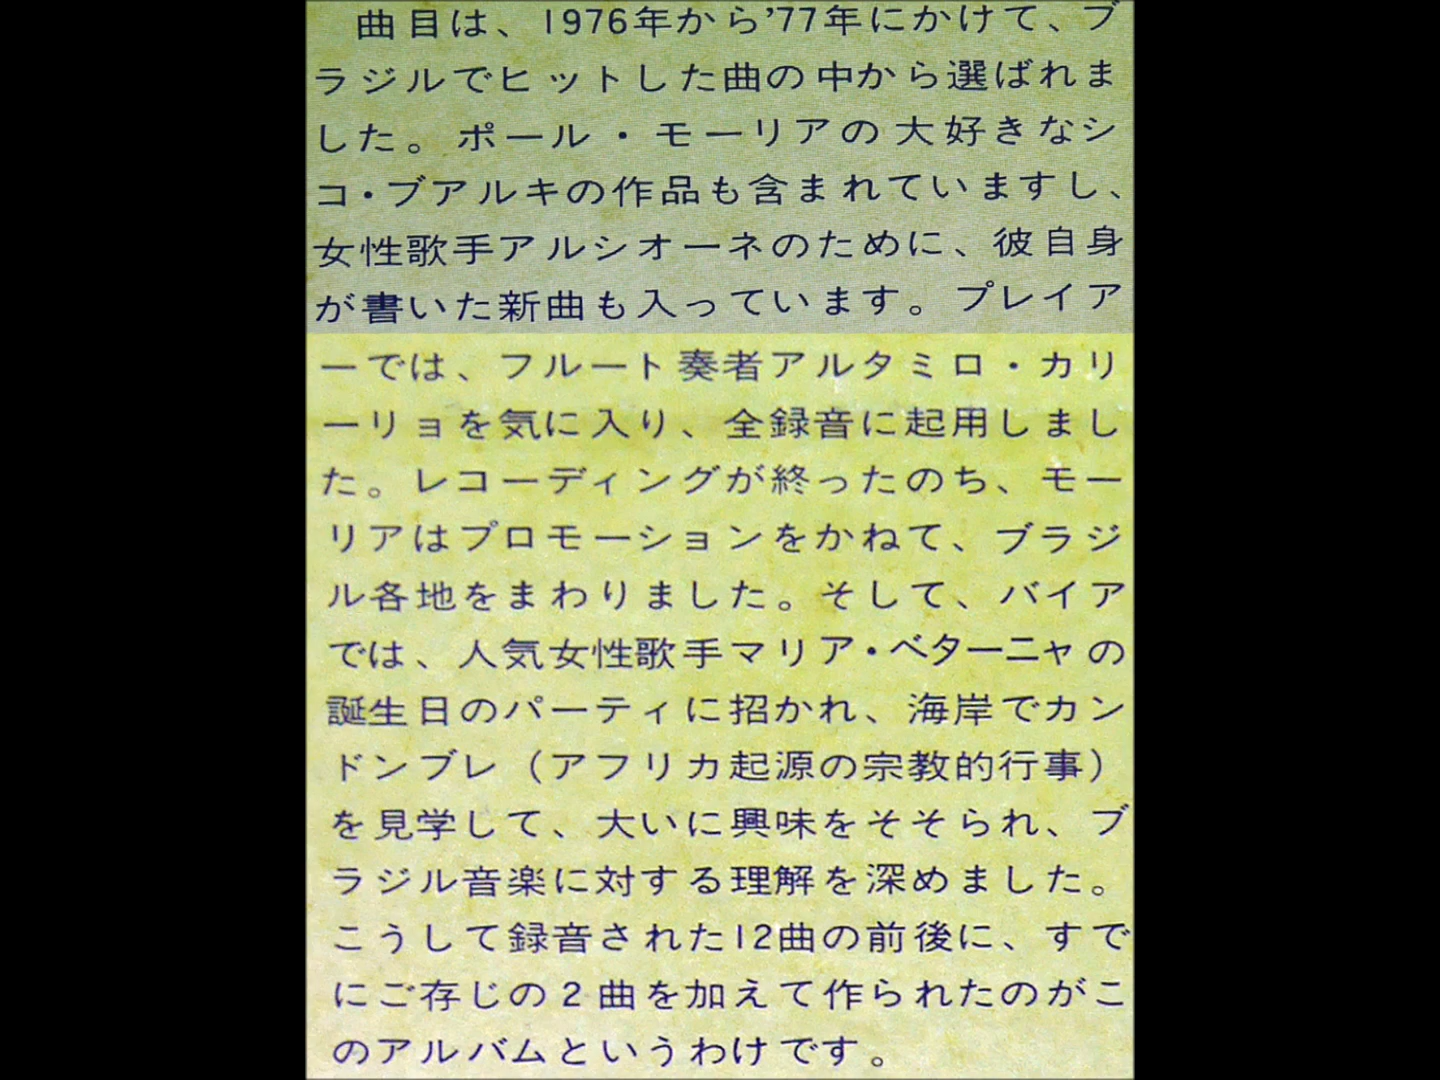 曲目は、1976年から'77年にかけて、ブ
ラジルでヒットした曲の中から選ばれま
した。ポール・モーリアの大好きなシ
コ・ブアルキの作品も含まれていますし、
女性歌手アルシオーネのために、彼自身
が書いた新曲も入っています。プレイア
ーでは、フルート奏者アルタミロ・カリ
ーリョを気に入り、全録音に起用しまし
た。レコーディングが終ったのち、モー
リアはプロモーションをかねて、ブラジ
ル各地をまわりました。そして、バイア
では、人気女性歌手マリア・ベターニャの
誕生日のパーティに招かれ、海岸でカン
ドンブレ（アフリカ起源の宗教的行事）
を見学して、大いに興味をそそられ、ブ
ラジル音楽に対する理解を深めました。
こうして録音された12曲の前後に、すで
にご存じの2曲を加えて作られたのがこ
のアルバムというわけです。